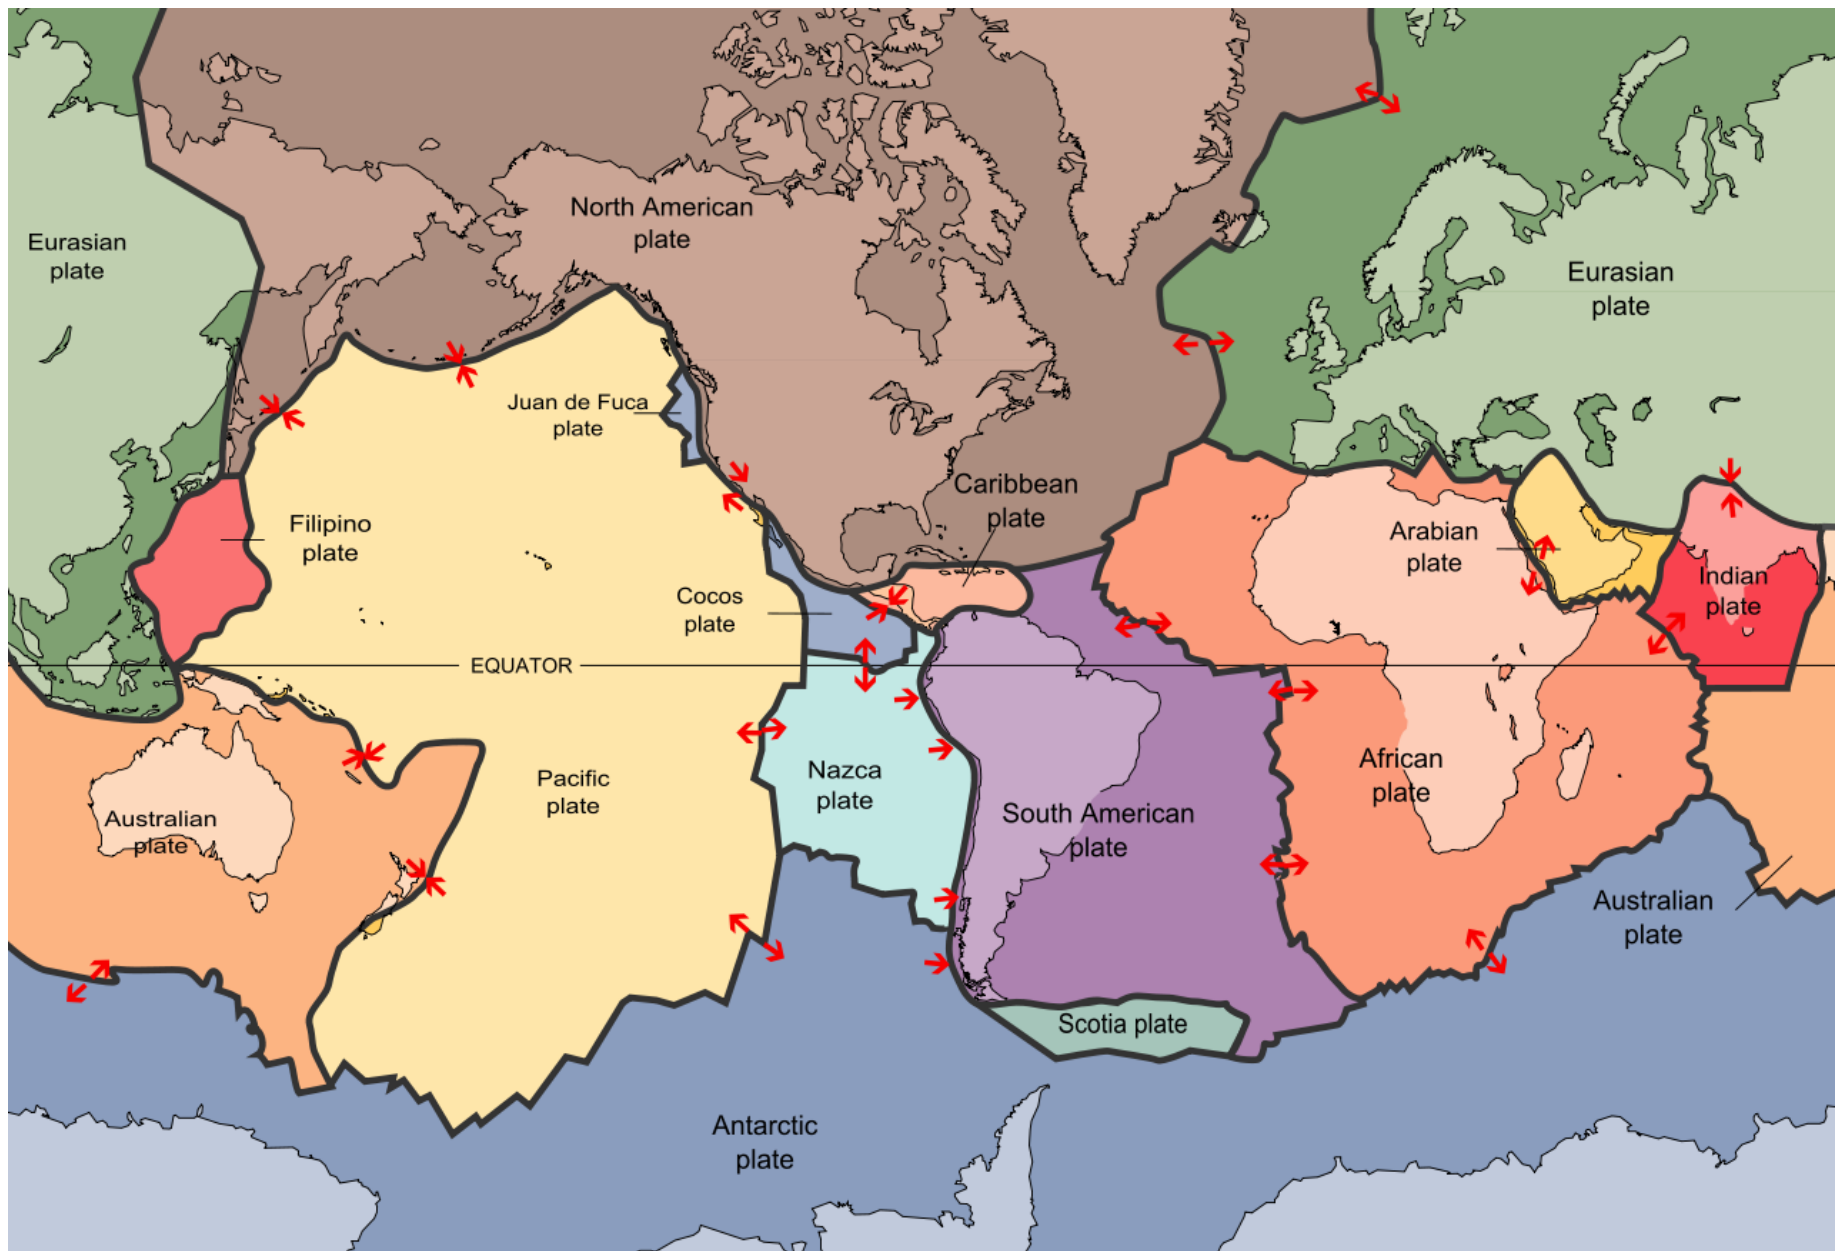 North American
plate
Eurasian
plate
Eurasian
plate
Juan de Fuca
plate
Caribbean
plate
Filipino
plate
Arabian
plate
Indian
plate
Cocos
plate
EQUATOR
Pacific
plate
Nazca
plate
African
plate
South American
plate
Australian
plate
Australian
plate
Scotia plate
Antarctic
plate